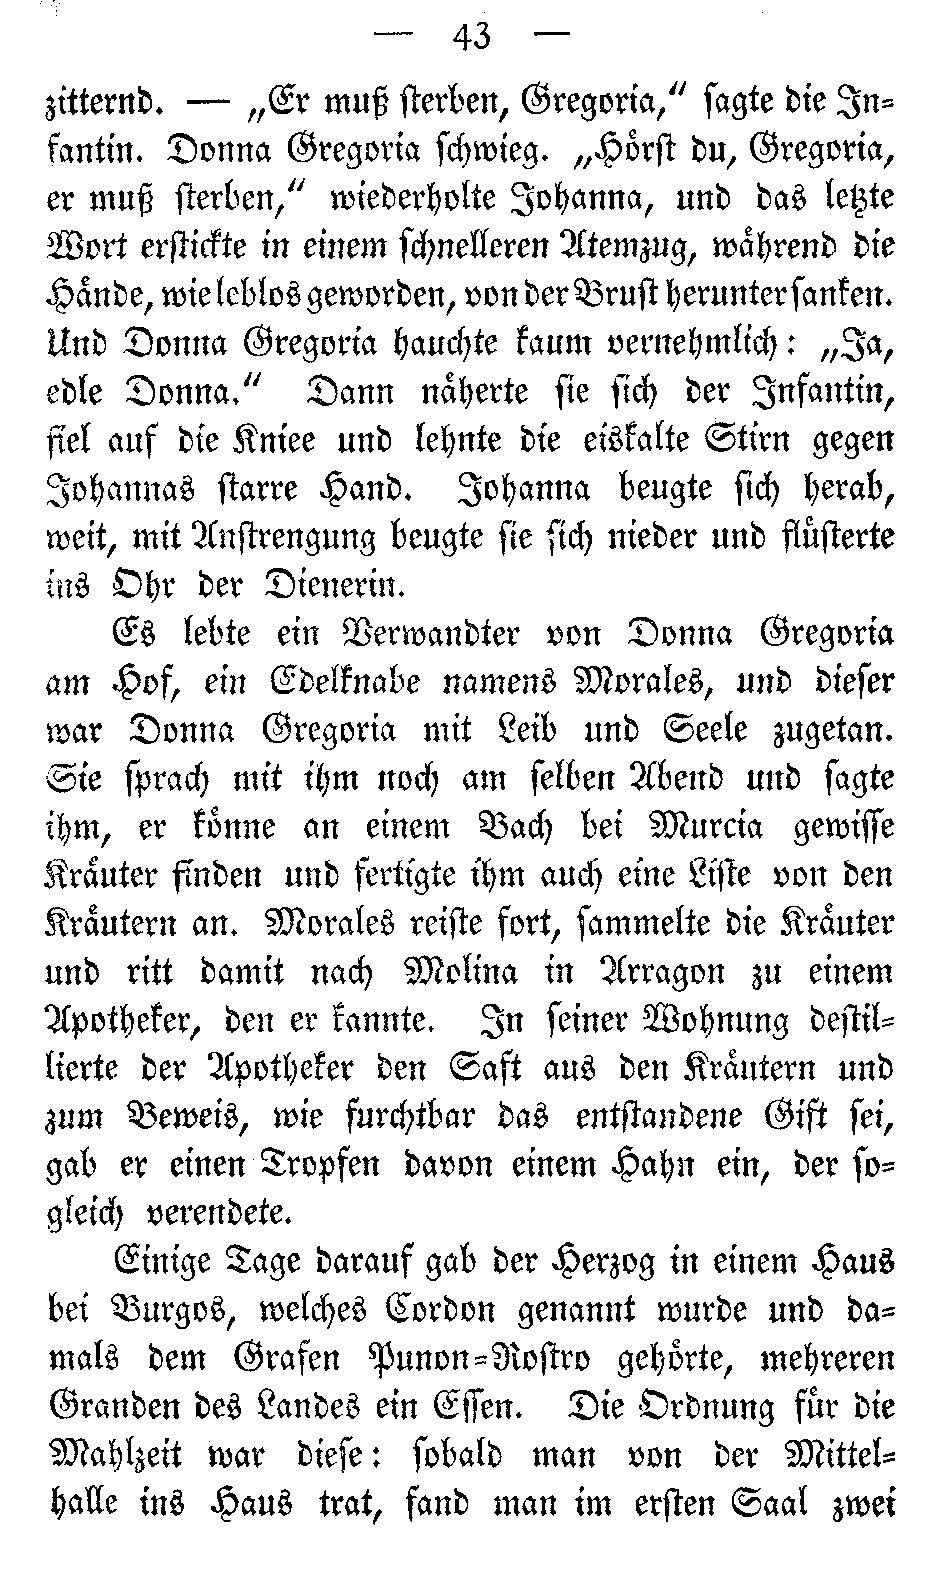 — 43 —
zitternd. — „Er muß sterben, Gregoria,“ sagte die In-
fantin. Donna Gregoria schwieg. „Hörst du, Gregoria,
er muß sterben,“ wiederholte Johanna, und das letzte
Wort erstickte in einem schnelleren Atemzug, während die
Hände, wie leblos geworden, von der Brust heruntersanken.
Und Donna Gregoria hauchte kaum vernehmlich: „Ja,
edle Donna.“ Dann näherte sie sich der Infantin,
fiel auf die Kniee und lehnte die eiskalte Stirn gegen
Johannas starre Hand. Johanna beugte sich herab,
weit, mit Anstrengung beugte sie sich nieder und flüsterte
ins Ohr der Dienerin.
Es lebte ein Verwandter von Donna Gregoria
am Hof, ein Edelknabe namens Morales, und dieser
war Donna Gregoria mit Leib und Seele zugetan.
Sie sprach mit ihm noch am selben Abend und sagte
ihm, er könne an einem Bach bei Murcia gewisse
Kräuter finden und fertigte ihm auch eine Liste von den
Kräutern an. Morales reiste fort, sammelte die Kräuter
und ritt damit nach Molina in Arragon zu einem
Apotheker, den er kannte. In seiner Wohnung destil-
lierte der Apotheker den Saft aus den Kräutern und
zum Beweis, wie furchtbar das entstandene Gift sei,
gab er einen Tropfen davon einem Hahn ein, der so-
gleich verendete.
Einige Tage darauf gab der Herzog in einem Haus
bei Burgos, welches Cordon genannt wurde und da-
mals dem Grafen Punon-Rostro gehörte, mehreren
Granden des Landes ein Essen. Die Ordnung für die
Mahlzeit war diese: sobald man von der Mittel-
halle ins Haus trat, fand man im ersten Saal zwei